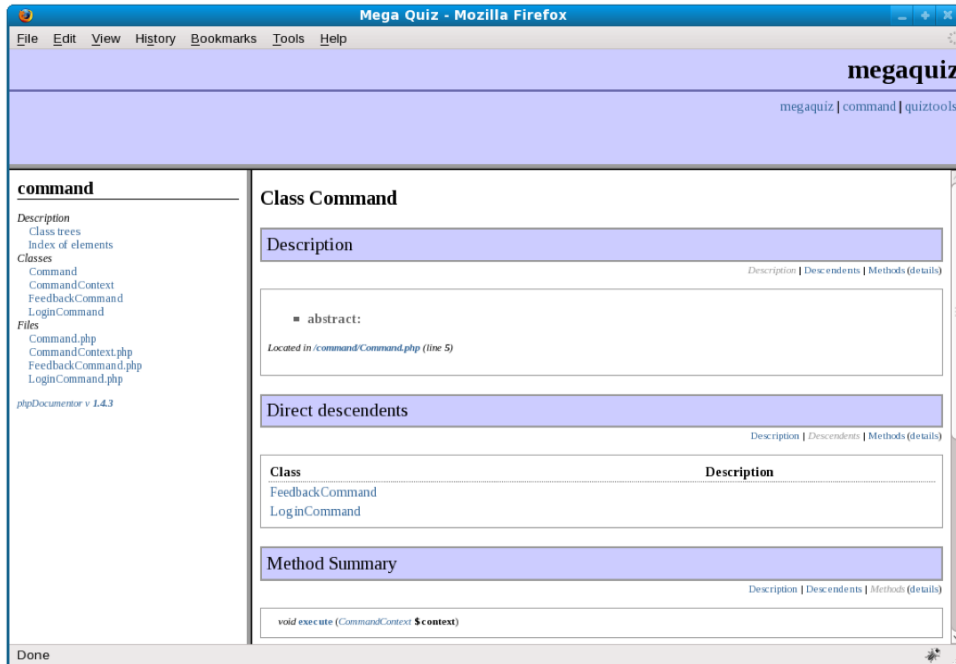 Mega Quiz - Mozilla Firefox
File Edit View History Bookmarks Tools Help
megaquiz
megaquiz | command | quiztools
command
Description
Class trees
Index of elements
Classes
Command
CommandContext
FeedbackCommand
LoginCommand
Files
Command.php
CommandContext.php
FeedbackCommand.php
LoginCommand.php
phpDocumentor v 1.4.3
Class Command
Description
Description | Descendents | Methods (details)
abstract:
Located in /command/Command.php (line 5)
Direct descendents
Description | Descendents | Methods (details)
Class Description
FeedbackCommand
LoginCommand
Method Summary
Description | Descendents | Methods (details)
void execute (CommandContext $context)
Done